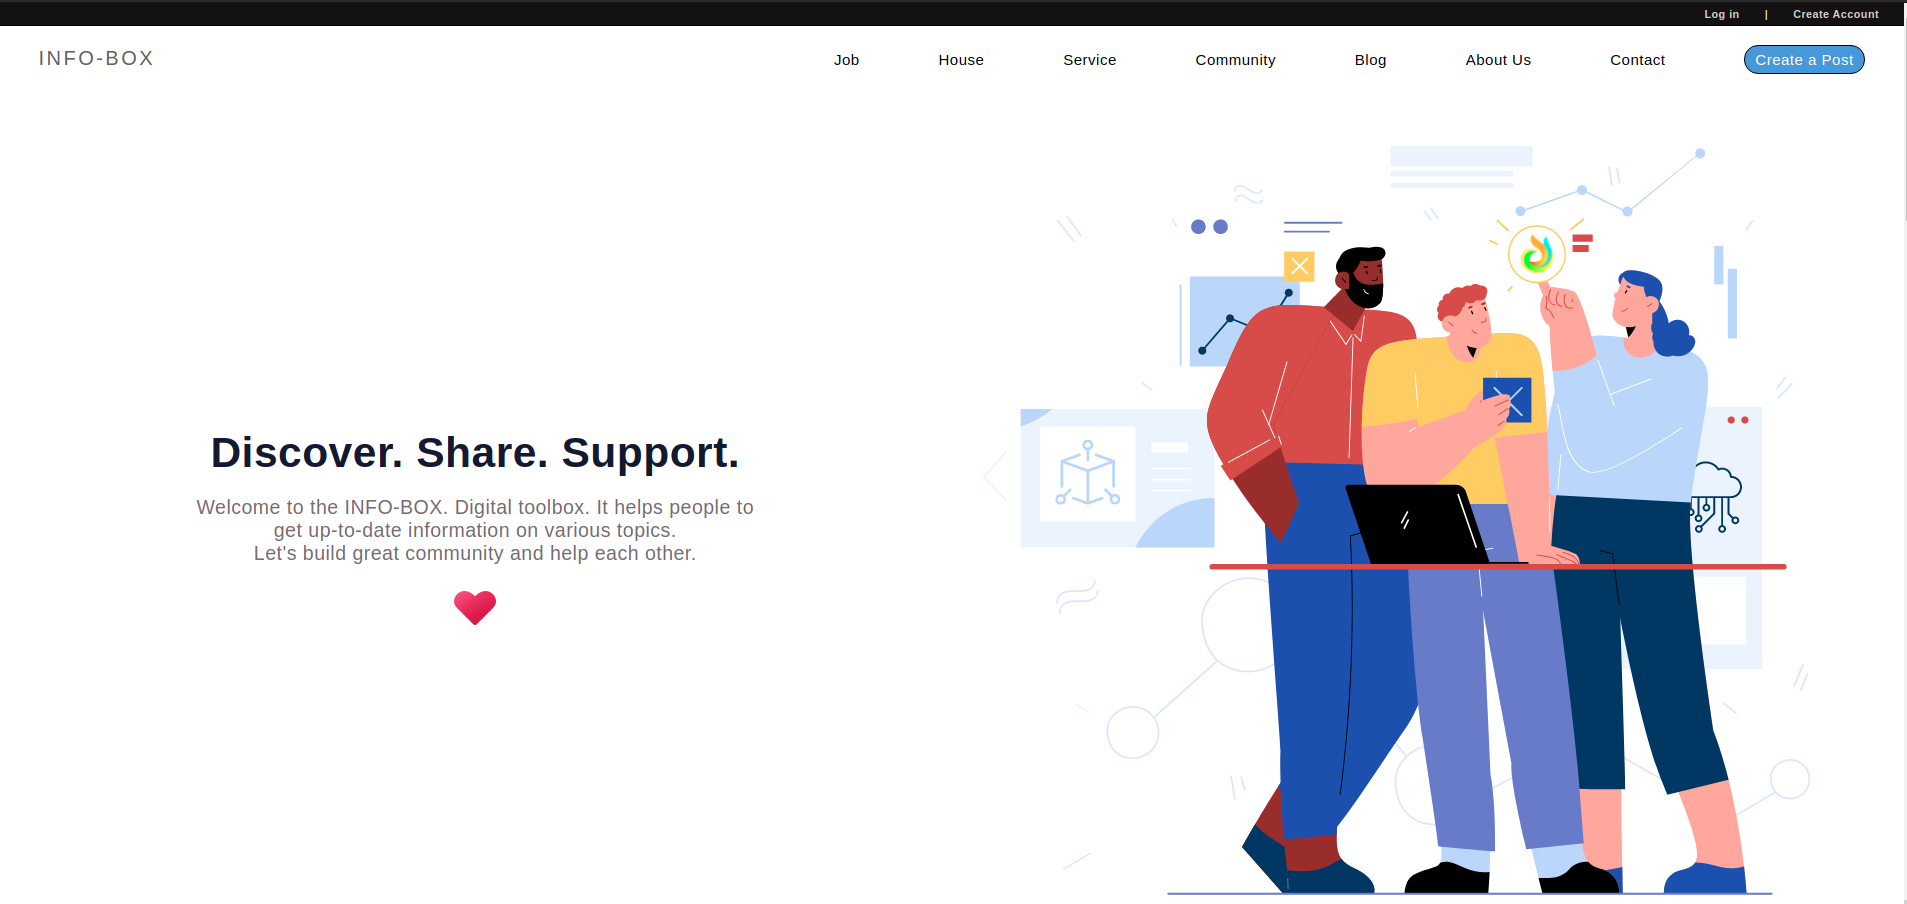 Log in | Create Account
INFO-BOX
Job House Service Community Blog About Us Contact Create a Post
Discover. Share. Support.
Welcome to the INFO-BOX. Digital toolbox. It helps people to
get up-to-date information on various topics.
Let's build great community and help each other.